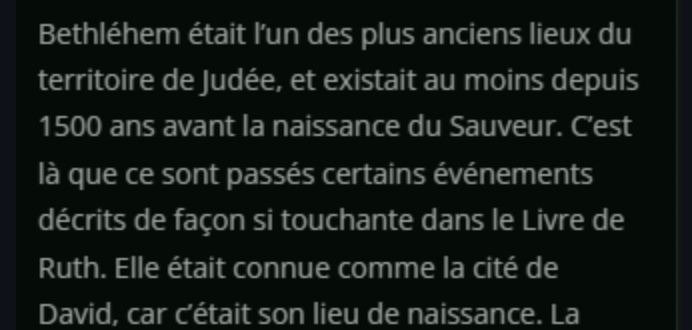 Bethléhem était l’un des plus anciens lieux du
territoire de Judée, et existait au moins depuis
1500 ans avant la naissance du Sauveur. C’est
là que ce sont passés certains événements
décrits de façon si touchante dans le Livre de
Ruth. Elle était connue comme la cité de
David, car c’était son lieu de naissance. La